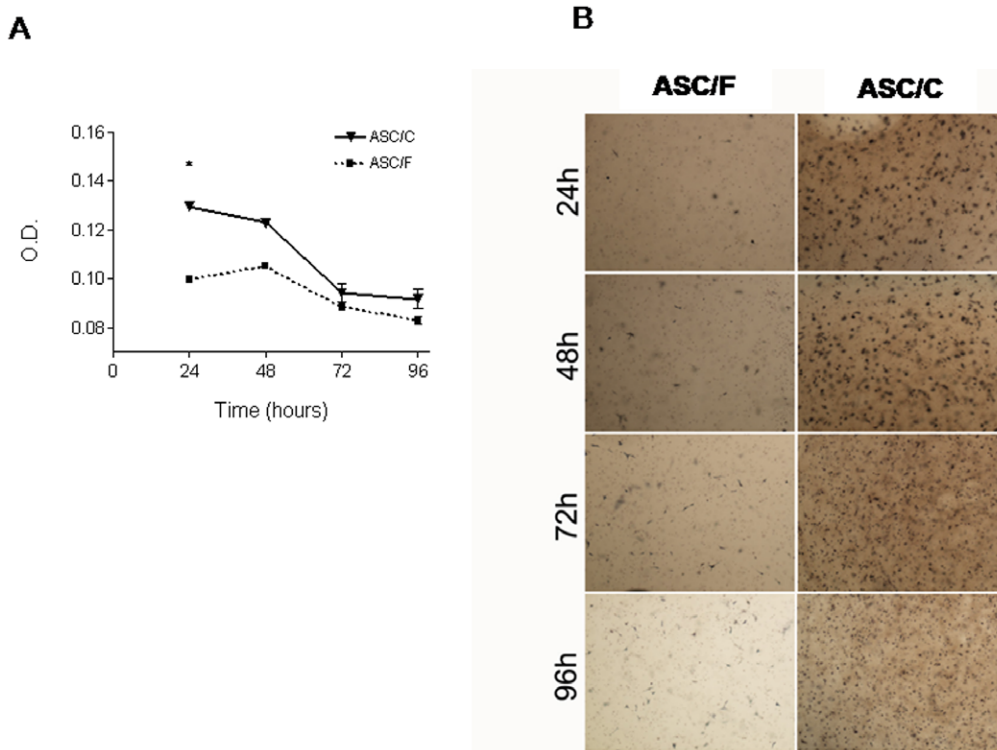 A
0.16
0.14
0.12
0.10
0.08
O.D.
*
ASC/C
ASC/F
0 24 48 72 96
Time (hours)
B
ASC/F ASC/C
24h
48h
72h
96h